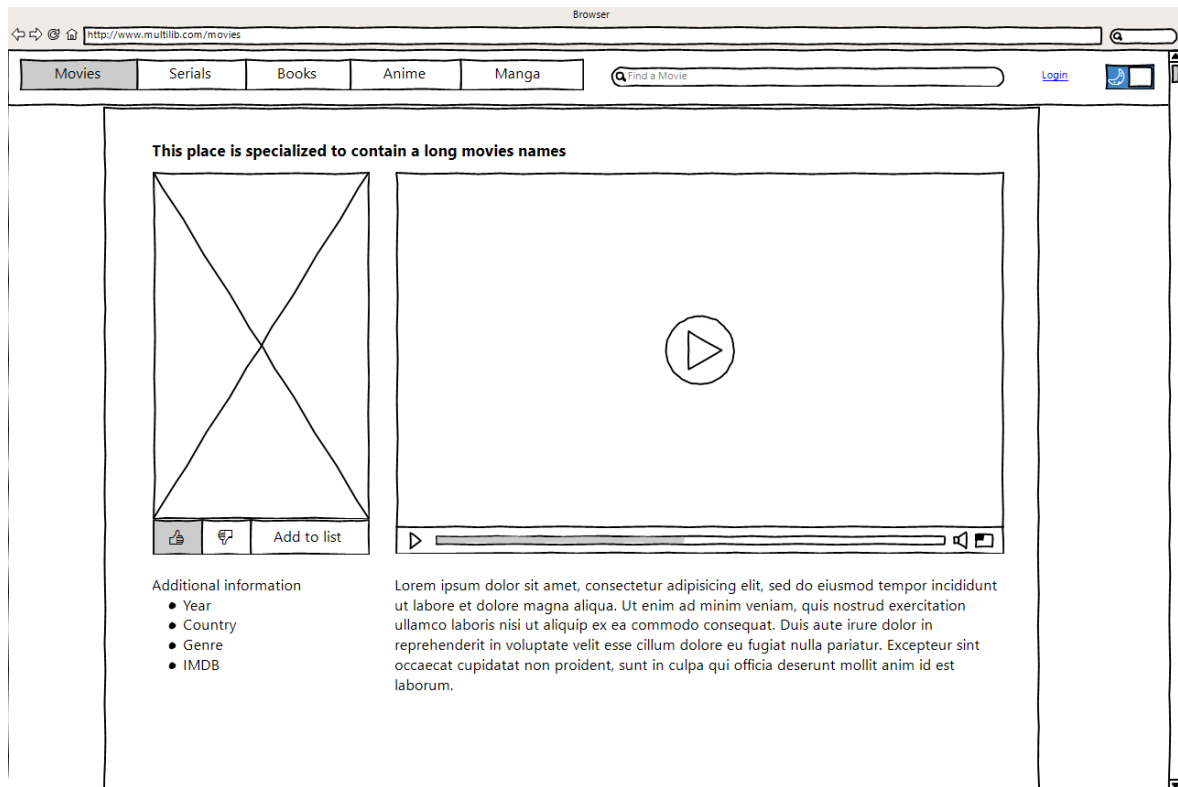 Browser
http://www.multilib.com/movies
Movies Serials Books Anime Manga Find a Movie Login
This place is specialized to contain a long movies names
Add to list
Additional information
Year
Country
Genre
IMDB
Lorem ipsum dolor sit amet, consectetur adipisicing elit, sed do eiusmod tempor incididunt
ut labore et dolore magna aliqua. Ut enim ad minim veniam, quis nostrud exercitation
ullamco laboris nisi ut aliquip ex ea commodo consequat. Duis aute irure dolor in
reprehenderit in voluptate velit esse cillum dolore eu fugiat nulla pariatur. Excepteur sint
occaecat cupidatat non proident, sunt in culpa qui officia deserunt mollit anim id est
laborum.